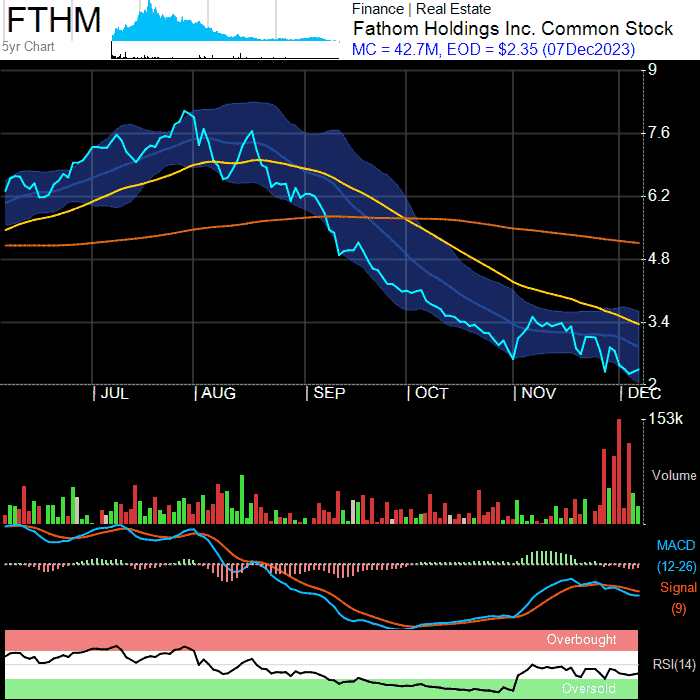 FTHM
5yr Chart
Finance | Real Estate
Fathom Holdings Inc. Common Stock
MC = 42.7M, EOD = $2.35 (07Dec2023)
9
7.6
6.2
4.8
3.4
2
JUL AUG SEP OCT NOV DEC
153k
Volume
MACD
(12-26)
Signal
(9)
Overbought
RSI(14)
Oversold